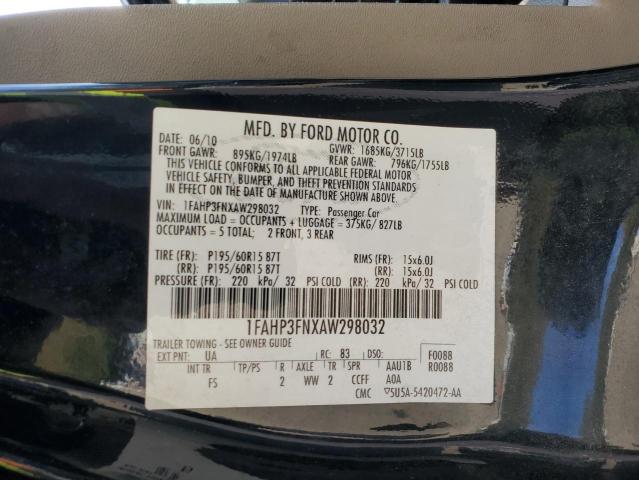 MFD. BY FORD MOTOR CO.
DATE: 06/10 GVWR: 1685KG/3715LB
FRONT GAWR: 895KG/1974LB REAR GAWR: 796KG/1755LB
THIS VEHICLE CONFORMS TO ALL APPLICABLE FEDERAL MOTOR
VEHICLE SAFETY, BUMPER, AND THEFT PREVENTION STANDARDS
IN EFFECT ON THE DATE OF MANUFACTURE SHOWN ABOVE.
VIN: 1FAHP3FNXAW298032 TYPE: Passenger Car
MAXIMUM LOAD = OCCUPANTS + LUGGAGE = 375KG/ 827LB
OCCUPANTS = 5 TOTAL: 2 FRONT, 3 REAR
TIRE (FR): P195/60R15 87T RIMS (FR): 15x6.0J
(RR): P195/60R15 87T (RR): 15x6.0J
PRESSURE (FR): 220 kPa/ 32 PSI COLD (RR): 220 kPa/ 32 PSI COLD
1FAHP3FNXAW298032
TRAILER TOWING - SEE OWNER GUIDE
EXT PNT: UA RC: 83 DSO: F0088
INT TR TP/PS R AXLE TR SPR AAU1B R0088
FS 2 WW 2 CCFF AOA
CMC ▽5U5A-5420472-AA